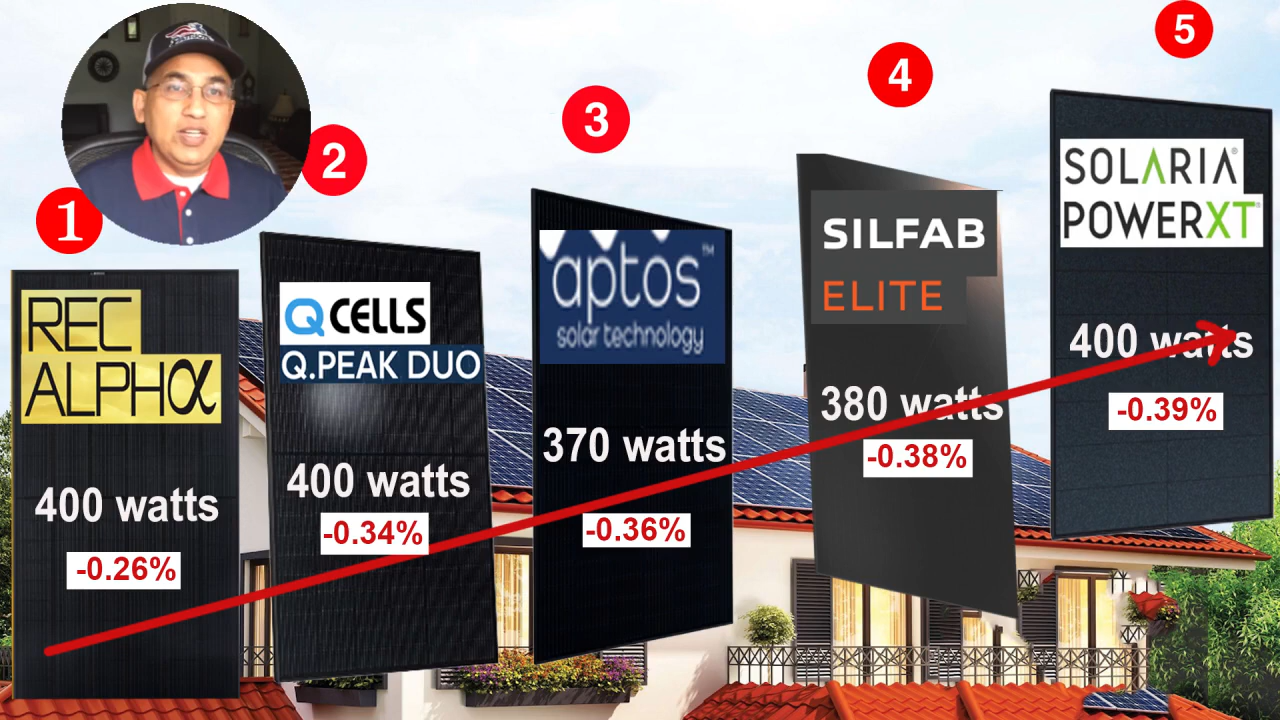 1
REC
ALPHα
400 watts
-0.26%
2
Q CELLS
Q.PEAK DUO
400 watts
-0.34%
3
aptos™
solar technology
370 watts
-0.36%
4
SILFAB
ELITE
380 watts
-0.38%
5
SOLARIA®
POWERXT®
400 watts
-0.39%